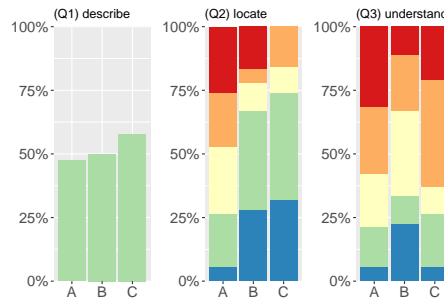 (Q1) describe
100%
75%
50%
25%
0%
A B C
(Q2) locate
100%
75%
50%
25%
0%
A B C
(Q3) understand
100%
75%
50%
25%
0%
A B C